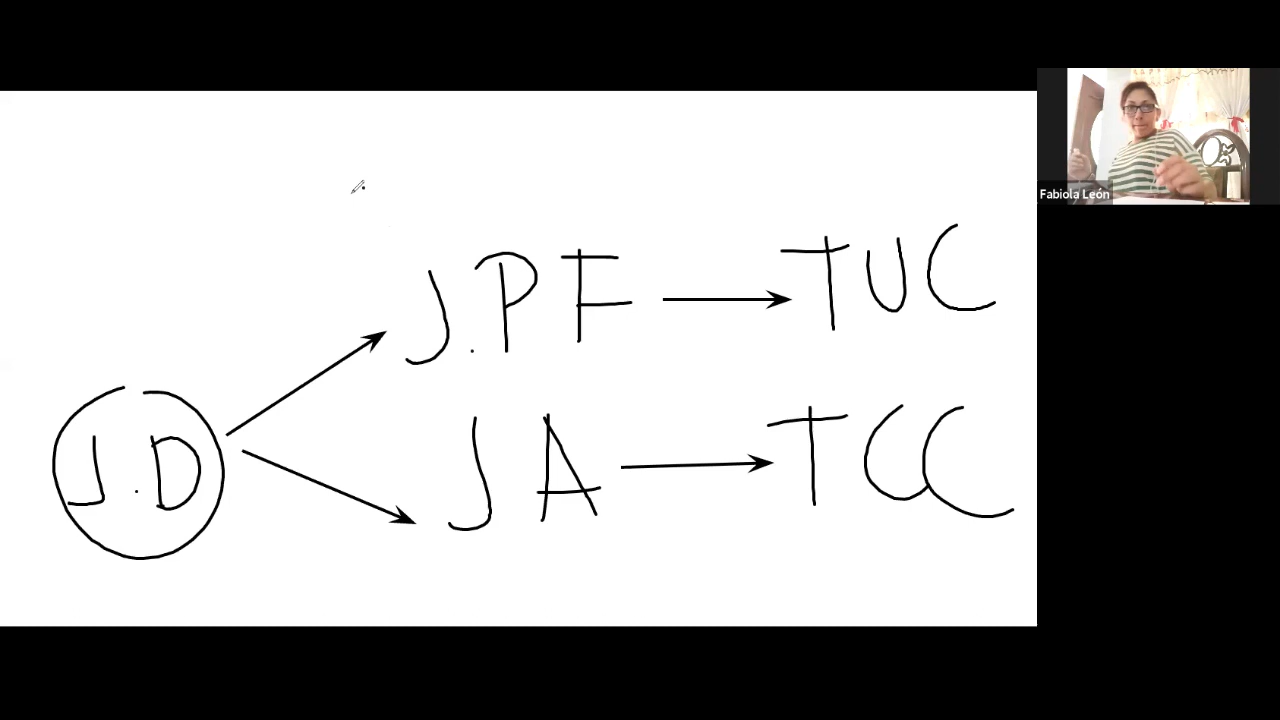 Fabiola León
J.PF → TUC
J.D
JA → TCC